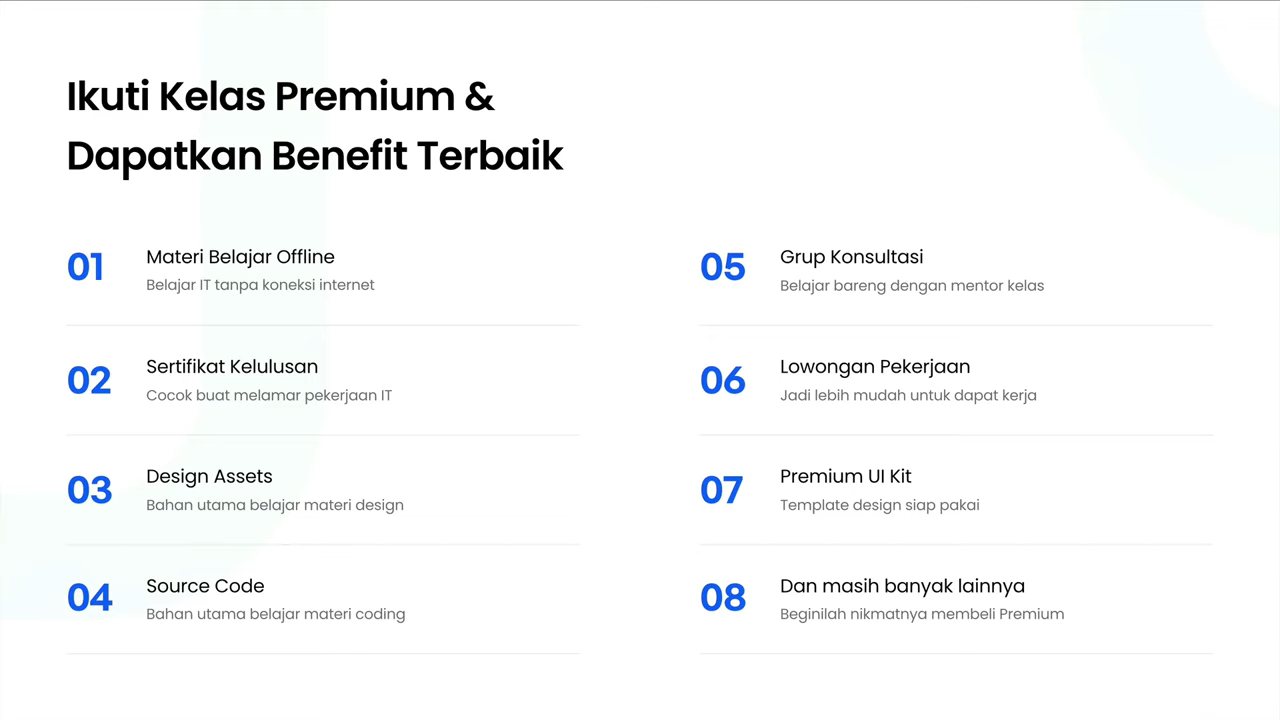 Ikuti Kelas Premium &
Dapatkan Benefit Terbaik
01
Materi Belajar Offline
Belajar IT tanpa koneksi internet
02
Sertifikat Kelulusan
Cocok buat melamar pekerjaan IT
03
Design Assets
Bahan utama belajar materi design
04
Source Code
Bahan utama belajar materi coding
05
Grup Konsultasi
Belajar bareng dengan mentor kelas
06
Lowongan Pekerjaan
Jadi lebih mudah untuk dapat kerja
07
Premium UI Kit
Template design siap pakai
08
Dan masih banyak lainnya
Beginilah nikmatnya membeli Premium